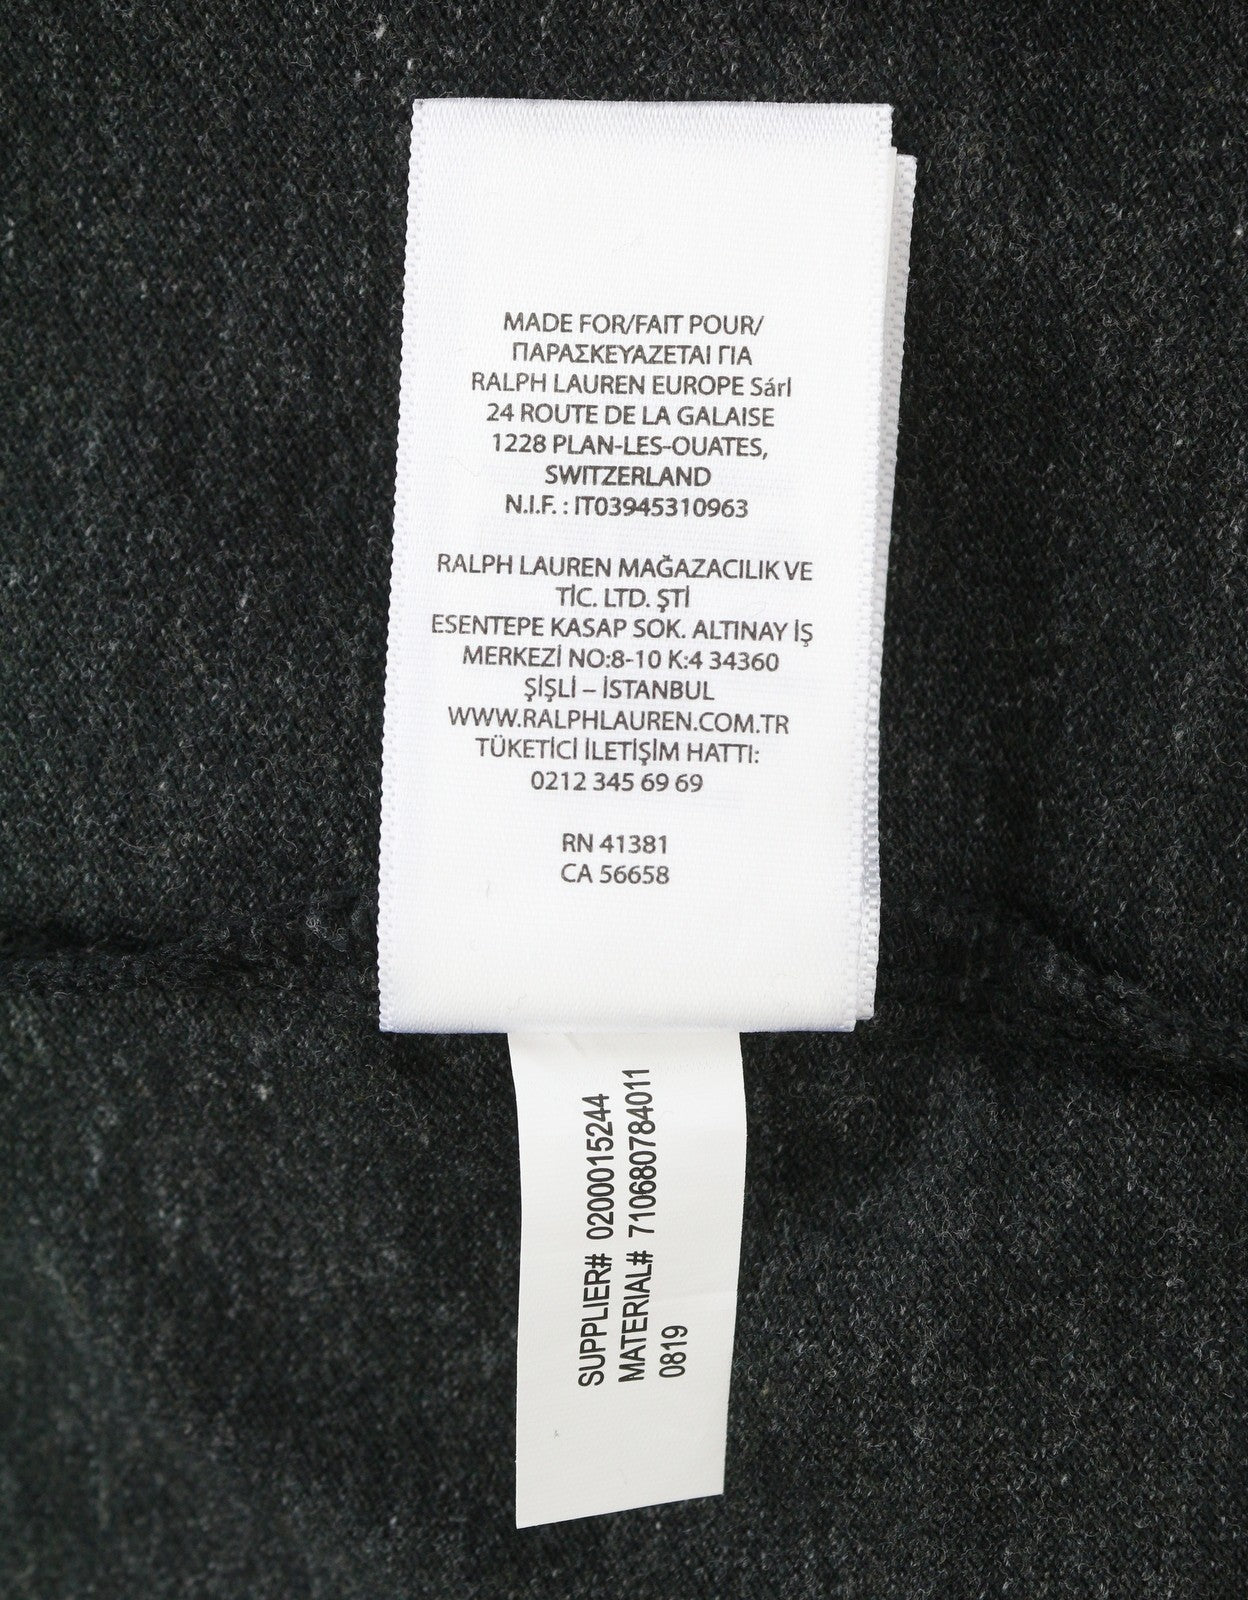 MADE FOR/FAIT POUR/
ΠΑΡΑΣΚΕΥΑΖΕΤΑΙ ΓΙΑ
RALPH LAUREN EUROPE Sárl
24 ROUTE DE LA GALAISE
1228 PLAN-LES-OUATES,
SWITZERLAND
N.I.F. : IT03945310963
RALPH LAUREN MAĞAZACILIK VE
TİC. LTD. ŞTİ
ESENTEPE KASAP SOK. ALTINAY İŞ
MERKEZİ NO:8-10 K:4 34360
ŞİŞLİ – İSTANBUL
WWW.RALPHLAUREN.COM.TR
TÜKETİCİ İLETİŞİM HATTI:
0212 345 69 69
RN 41381
CA 56658
SUPPLIER# 0200015244
MATERIAL# 710680784011
0819